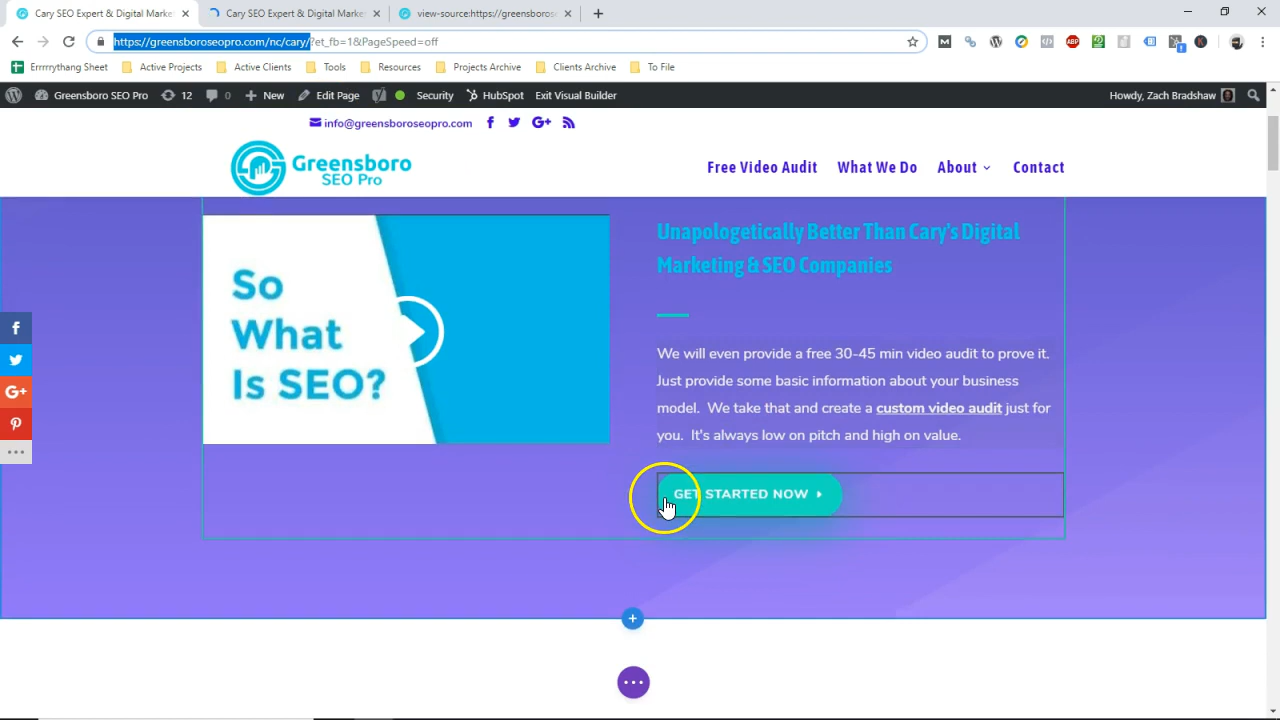 Cary SEO Expert & Digital Marke
Cary SEO Expert & Digital Marke
view-source:https://greensboros
https://greensboroseopro.com/nc/cary/?et_fb=1&PageSpeed=off
Errrrythang Sheet
Active Projects
Active Clients
Tools
Resources
Projects Archive
Clients Archive
To File
Greensboro SEO Pro
12
0
New
Edit Page
Security
HubSpot
Exit Visual Builder
Howdy, Zach Bradshaw
info@greensboroseopro.com
Greensboro
SEO Pro
Free Video Audit
What We Do
About
Contact
So
What
Is SEO?
Unapologetically Better Than Cary's Digital
Marketing & SEO Companies
We will even provide a free 30-45 min video audit to prove it.
Just provide some basic information about your business
model. We take that and create a custom video audit just for
you. It's always low on pitch and high on value.
GET STARTED NOW